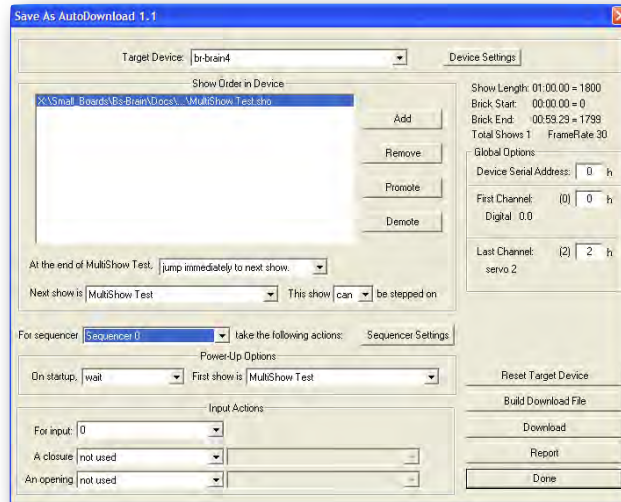 Save As AutoDownload 1.1
Target Device: br-brain4
Device Settings
Show Order in Device
X:\Small_Boards\Bs-Brain\Docs\...\MultiShow Test.sho
Add
Remove
Promote
Demote
At the end of MultiShow Test, jump immediately to next show.
Next show is MultiShow Test This show can be stepped on
Show Length: 01:00.00 = 1800
Brick Start: 00:00.00 = 0
Brick End: 00:59.29 = 1799
Total Shows 1 FrameRate 30
Global Options
Device Serial Address: 0 h
First Channel: (0) 0 h
Digital 0.0
Last Channel: (2) 2 h
servo 2
For sequencer Sequencer 0 take the following actions: Sequencer Settings
Power-Up Options
On startup, wait First show is MultiShow Test
Input Actions
For input: 0
A closure not used
An opening not used
Reset Target Device
Build Download File
Download
Report
Done